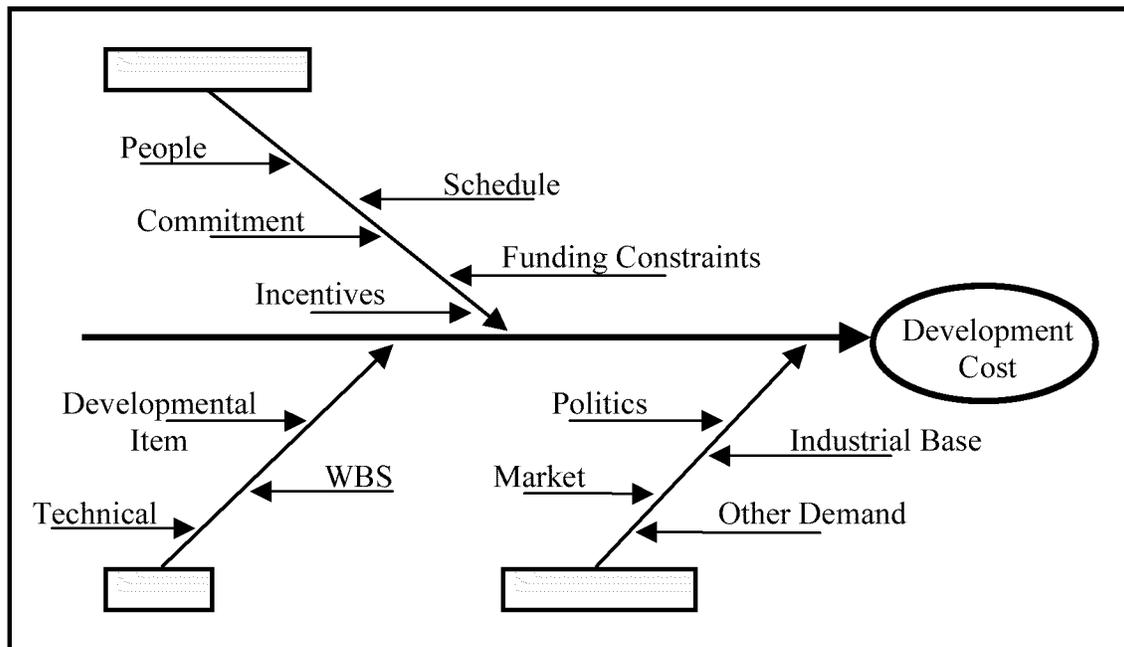 People
Schedule
Commitment
Funding Constraints
Incentives
Development
Cost
Developmental
Item
Politics
Industrial Base
WBS
Market
Technical
Other Demand